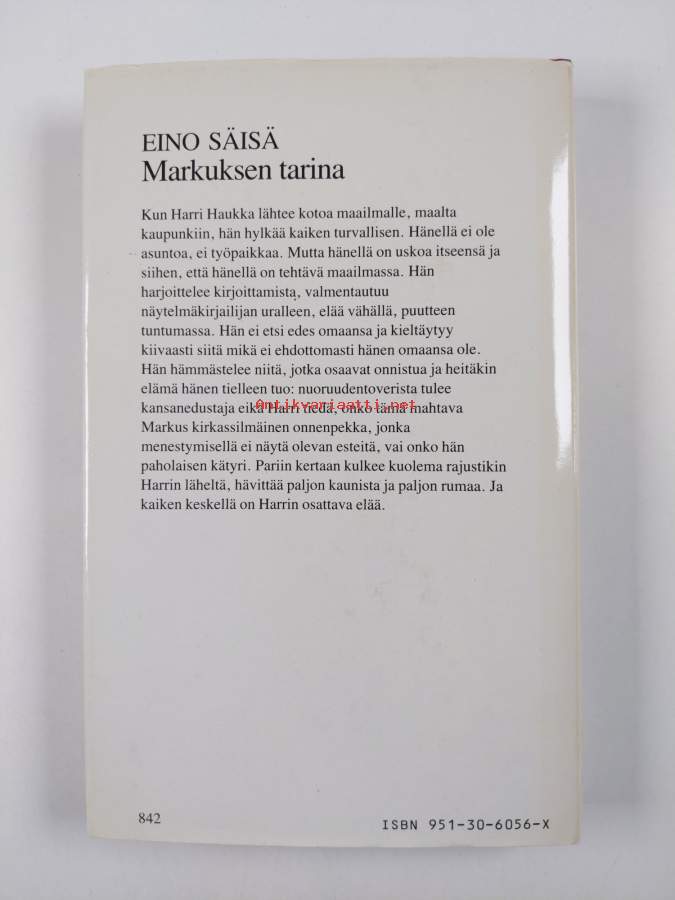 EINO SÄISÄ
Markuksen tarina
Kun Harri Haukka lähtee kotoa maailmalle, maalta
kaupunkiin, hän hylkää kaiken turvallisen. Hänellä ei ole
asuntoa, ei työpaikkaa. Mutta hänellä on uskoa itseensä ja
siihen, että hänellä on tehtävä maailmassa. Hän
harjoittelee kirjoittamista, valmentautuu
näytelmäkirjailijan uralleen, elää vähällä, puutteen
tuntumassa. Hän ei etsi edes omaansa ja kieltäytyy
kiivaasti siitä mikä ei ehdottomasti hänen omaansa ole.
Hän hämmästelee niitä, jotka osaavat onnistua ja heitäkin
elämä hänen tielleen tuo: nuoruudentoverista tulee
kansanedustaja eikä Harri tiedä, onko tämä mahtava
Antikvariaatti.net
Markus kirkassilmäinen onnenpekka, jonka
menestymisellä ei näytä olevan esteitä, vai onko hän
paholaisen kätyri. Pariin kertaan kulkee kuolema rajustikin
Harrin läheltä, hävittää paljon kaunista ja paljon rumaa. Ja
kaiken keskellä on Harrin osattava elää.
842
ISBN 951-30-6056-X